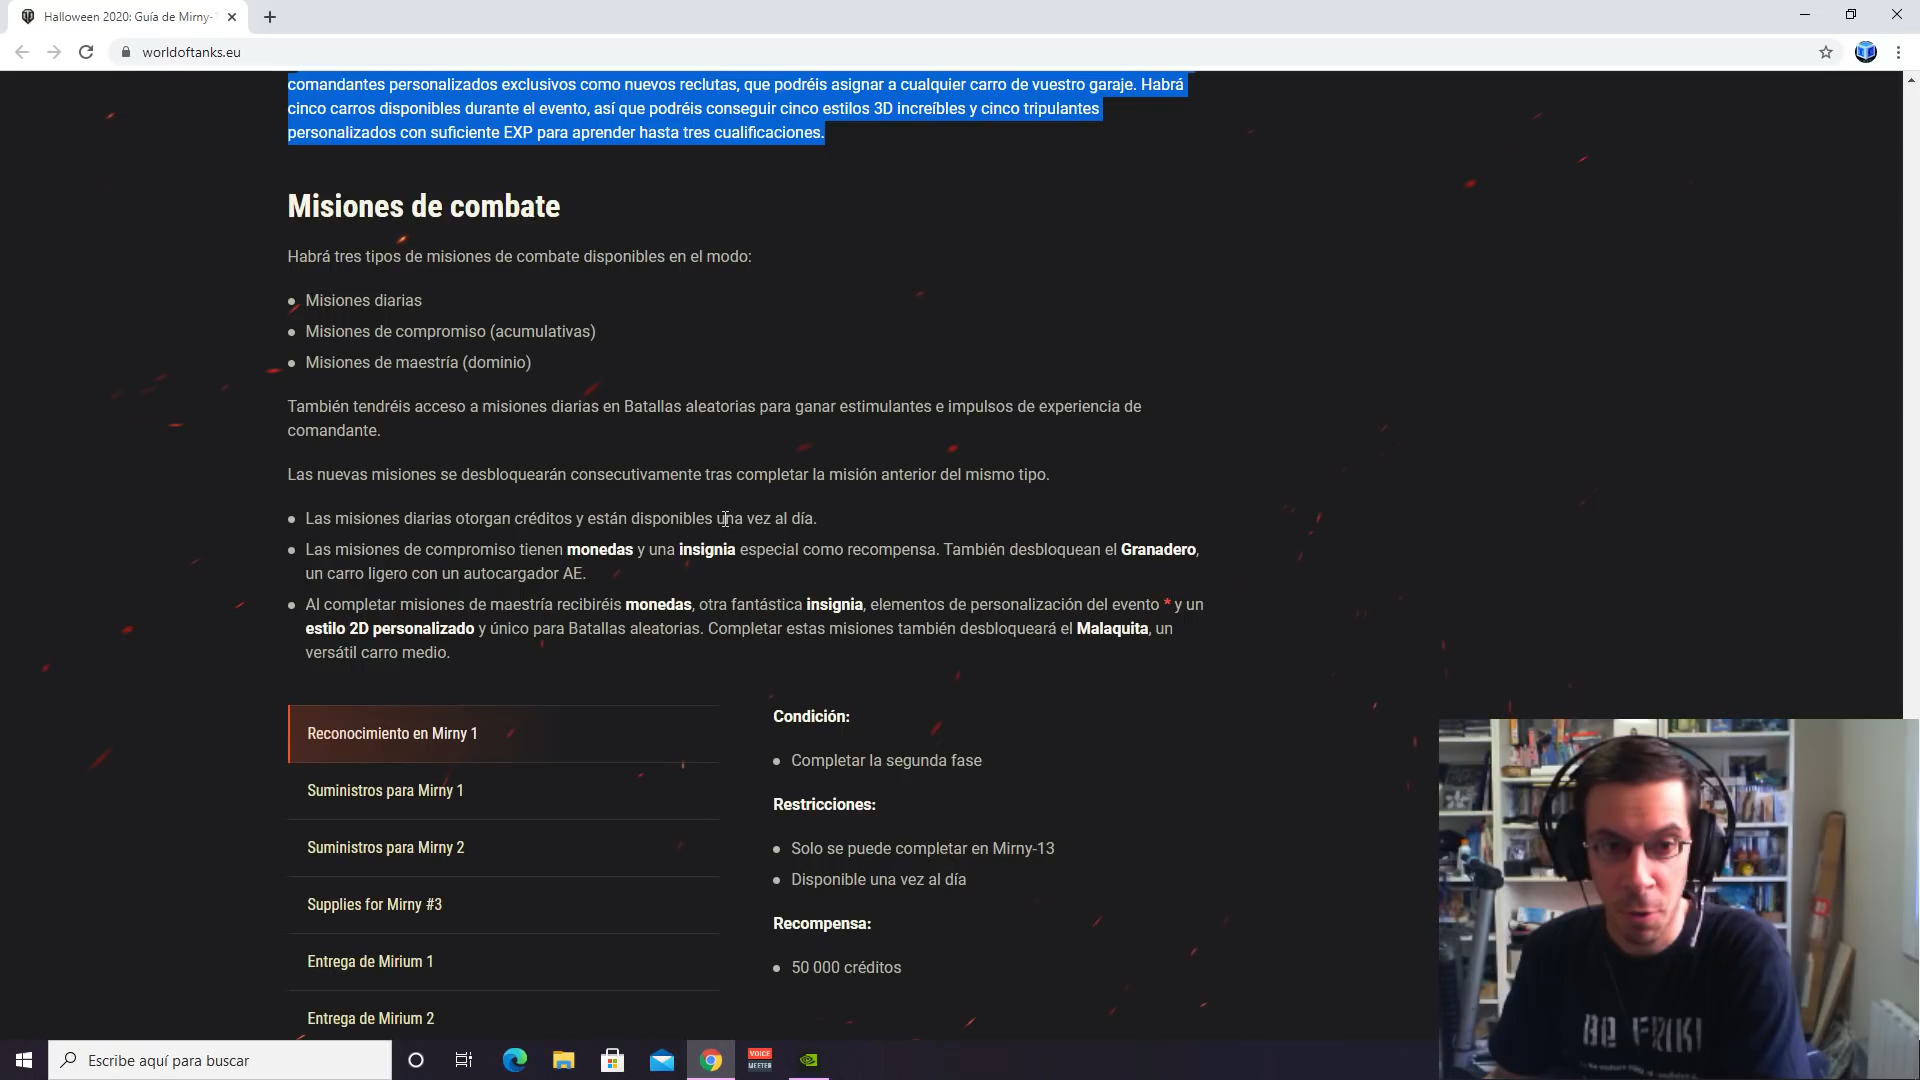 Halloween 2020: Guía de Mirny-
worldoftanks.eu
comandantes personalizados exclusivos como nuevos reclutas, que podréis asignar a cualquier carro de vuestro garaje. Habrá
cinco carros disponibles durante el evento, así que podréis conseguir cinco estilos 3D increíbles y cinco tripulantes
personalizados con suficiente EXP para aprender hasta tres cualificaciones.
Misiones de combate
Habrá tres tipos de misiones de combate disponibles en el modo:
Misiones diarias
Misiones de compromiso (acumulativas)
Misiones de maestría (dominio)
También tendréis acceso a misiones diarias en Batallas aleatorias para ganar estimulantes e impulsos de experiencia de
comandante.
Las nuevas misiones se desbloquearán consecutivamente tras completar la misión anterior del mismo tipo.
Las misiones diarias otorgan créditos y están disponibles una vez al día.
Las misiones de compromiso tienen monedas y una insignia especial como recompensa. También desbloquean el Granadero,
un carro ligero con un autocargador AE.
Al completar misiones de maestría recibiréis monedas, otra fantástica insignia, elementos de personalización del evento * y un
estilo 2D personalizado y único para Batallas aleatorias. Completar estas misiones también desbloqueará el Malaquita, un
versátil carro medio.
Reconocimiento en Mirny 1
Suministros para Mirny 1
Suministros para Mirny 2
Supplies for Mirny #3
Entrega de Mirium 1
Entrega de Mirium 2
Condición:
Completar la segunda fase
Restricciones:
Solo se puede completar en Mirny-13
Disponible una vez al día
Recompensa:
50 000 créditos
BE FRIKI
Escribe aquí para buscar
VOICE
MEETER